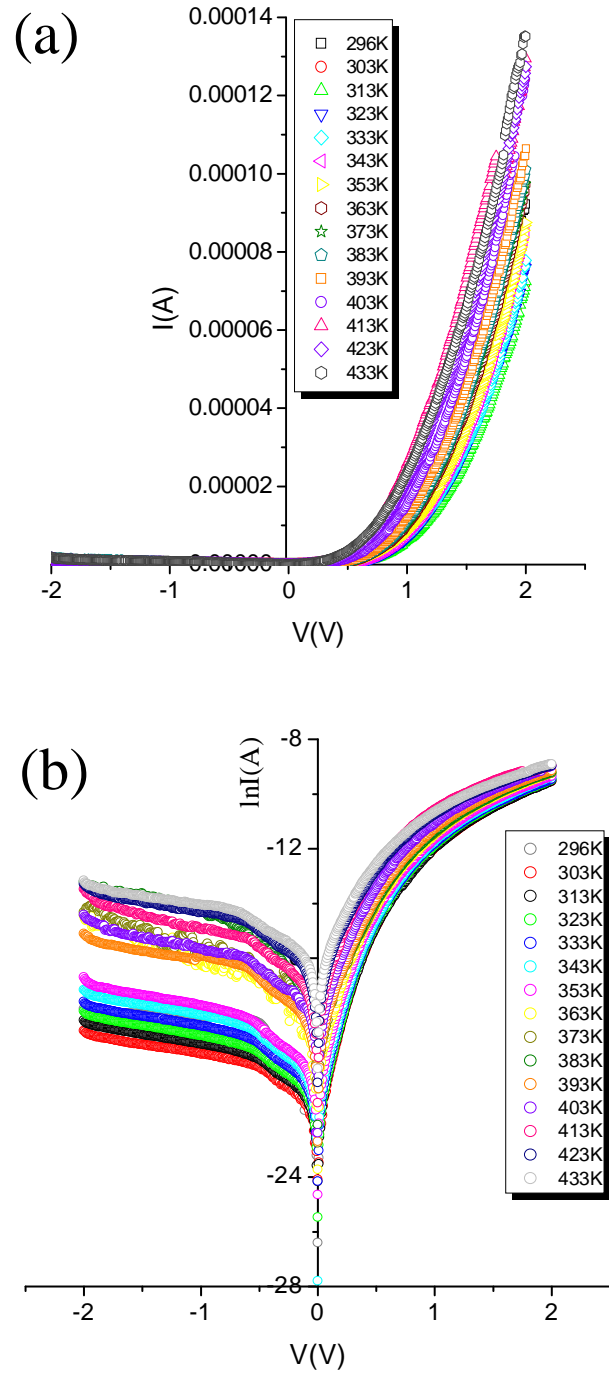 (a)
0.00014
0.00012
0.00010
0.00008
0.00006
0.00004
0.00002
0.00000
I(A)
296K
303K
313K
323K
333K
343K
353K
363K
373K
383K
393K
403K
413K
423K
433K
-2 -1 0 1 2
V(V)
(b)
lnI(A)
-8
-12
-24
-28
296K
303K
313K
323K
333K
343K
353K
363K
373K
383K
393K
403K
413K
423K
433K
-2 -1 0 1 2
V(V)